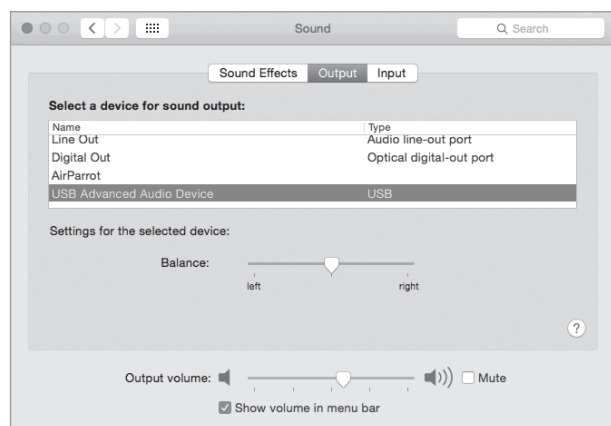 Sound
Search
Sound Effects Output Input
Select a device for sound output:
Name Type
Line Out Audio line-out port
Digital Out Optical digital-out port
AirParrot
USB Advanced Audio Device USB
Settings for the selected device:
Balance:
left right
?
Output volume: Mute
Show volume in menu bar